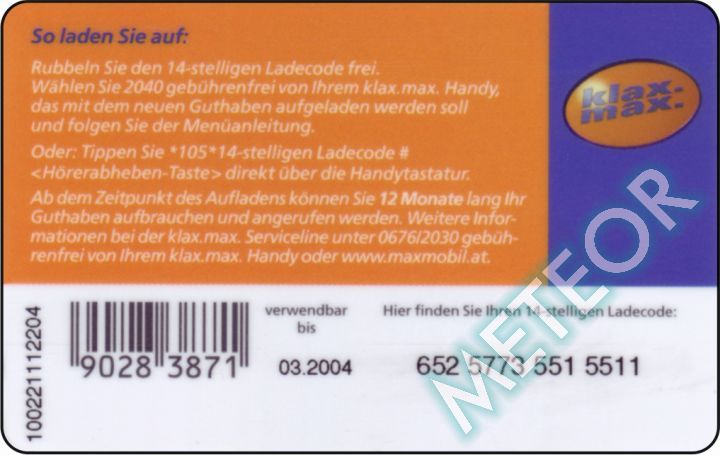 So laden Sie auf:
Rubbeln Sie den 14-stelligen Ladecode frei.
Wählen Sie 2040 gebührenfrei von Ihrem klax.max. Handy,
das mit dem neuen Guthaben aufgeladen werden soll
und folgen Sie der Menüanleitung.
Oder: Tippen Sie *105*14-stelligen Ladecode #
<Hörerabheben-Taste> direkt über die Handytastatur.
Ab dem Zeitpunkt des Aufladens können Sie 12 Monate lang Ihr
Guthaben aufbrauchen und angerufen werden. Weitere Infor-
mationen bei der klax.max. Serviceline unter 0676/2030 gebüh-
renfrei von Ihrem klax.max. Handy oder www.maxmobil.at.
klax.
max.
METEOR
100221112204
9028 3871
verwendbar
bis
03.2004
Hier finden Sie Ihren 14-stelligen Ladecode:
652 5773 551 5511